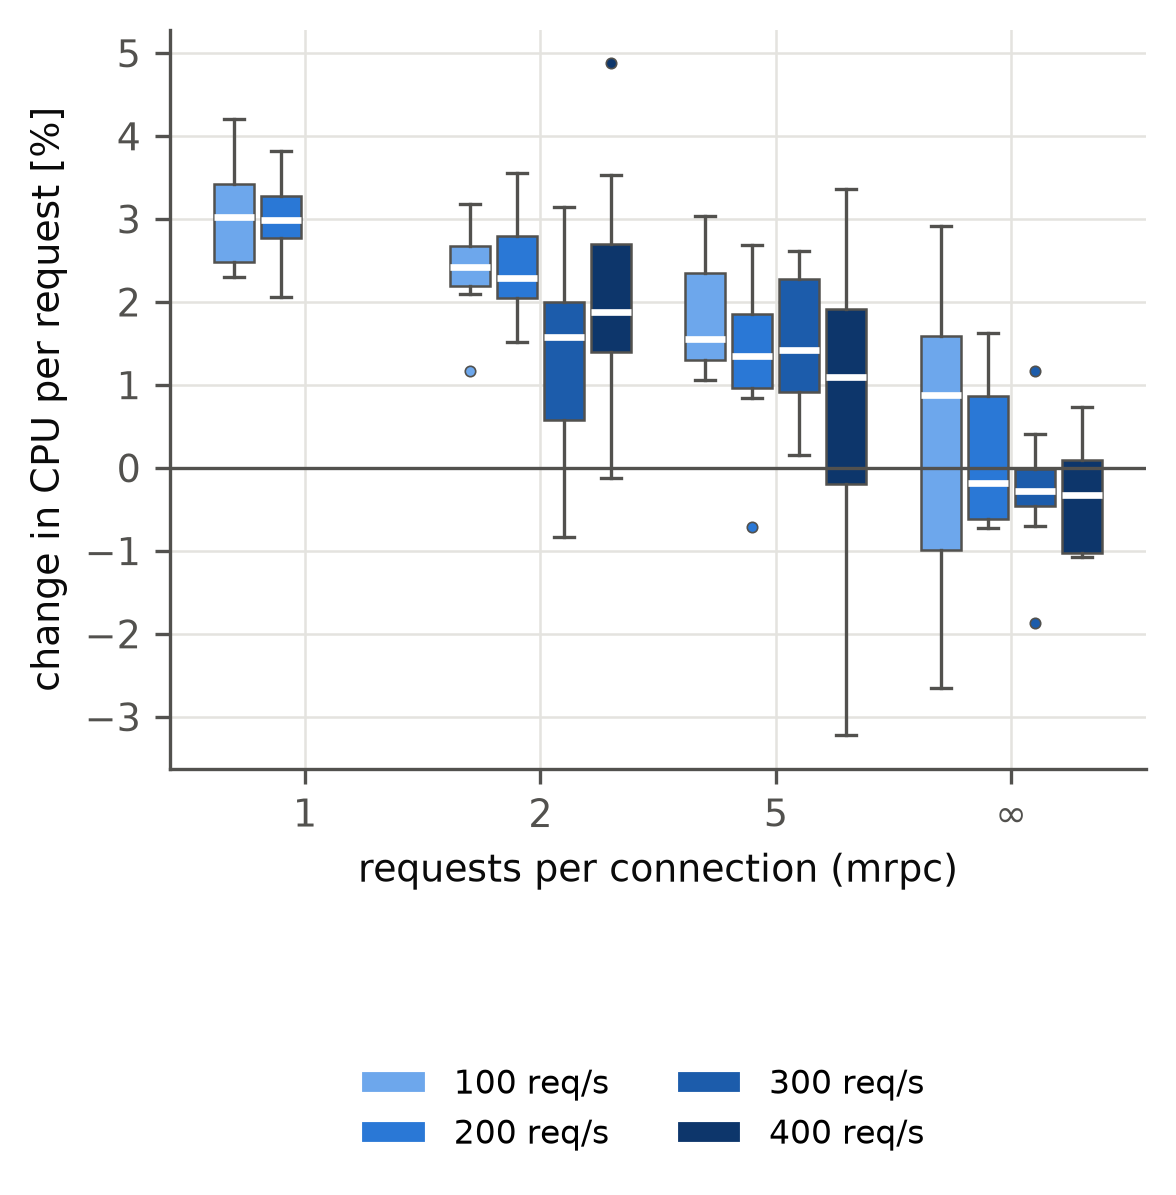 change in CPU per request [%]
5
4
3
2
1
0
−1
−2
−3
1 2 5 ∞
requests per connection (mrpc)
100 req/s 300 req/s
200 req/s 400 req/s